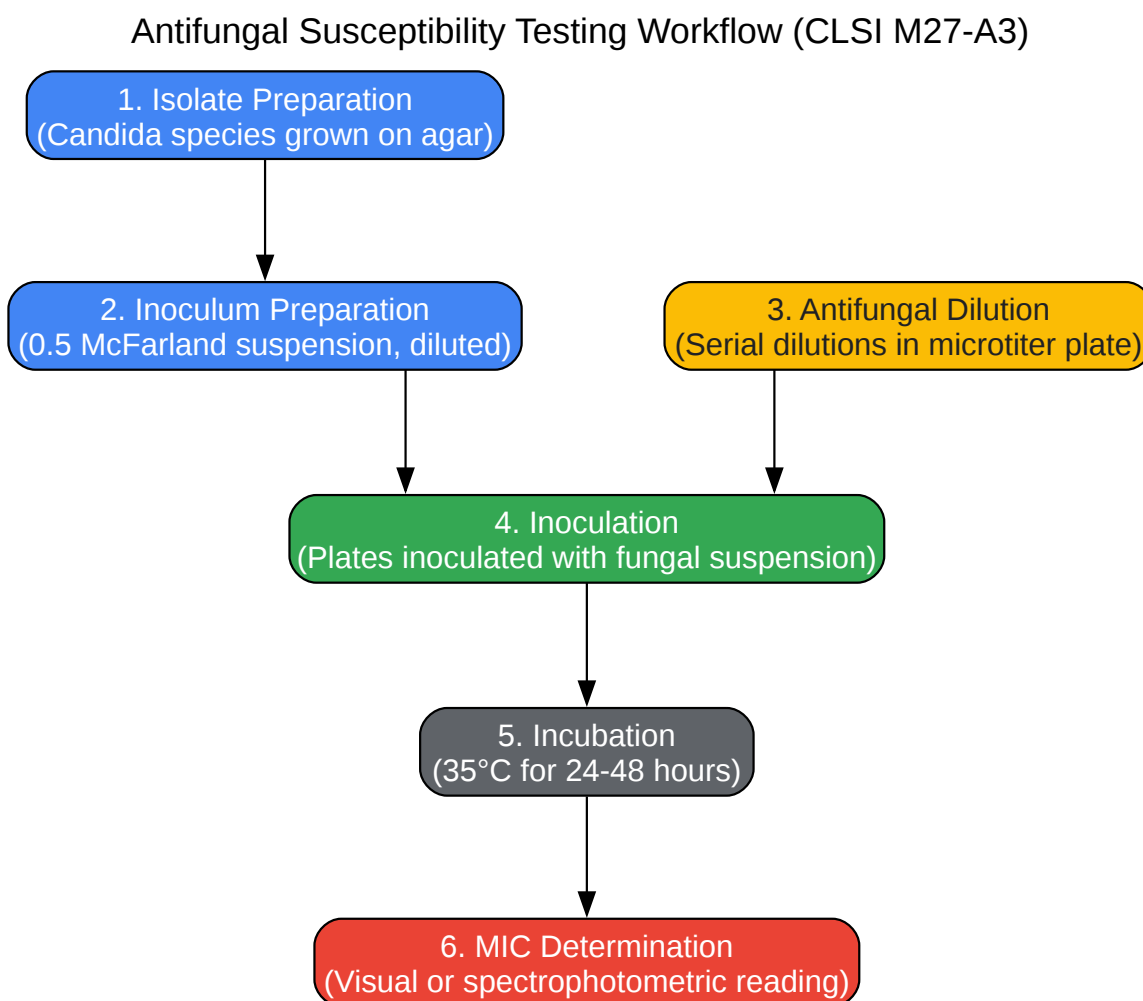 Antifungal Susceptibility Testing Workflow (CLSI M27-A3)
1. Isolate Preparation
(Candida species grown on agar)
2. Inoculum Preparation
(0.5 McFarland suspension, diluted)
3. Antifungal Dilution
(Serial dilutions in microtiter plate)
4. Inoculation
(Plates inoculated with fungal suspension)
5. Incubation
(35°C for 24-48 hours)
6. MIC Determination
(Visual or spectrophotometric reading)